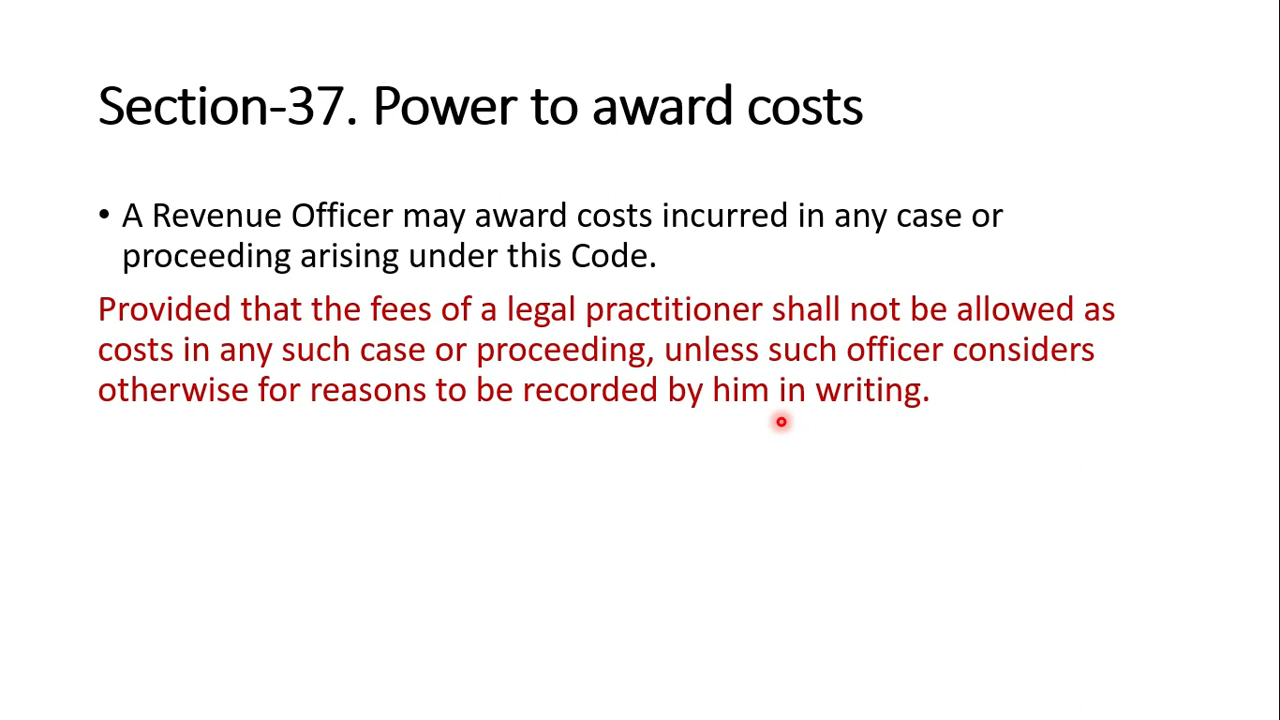 Section-37. Power to award costs
• A Revenue Officer may award costs incurred in any case or
proceeding arising under this Code.
Provided that the fees of a legal practitioner shall not be allowed as
costs in any such case or proceeding, unless such officer considers
otherwise for reasons to be recorded by him in writing.